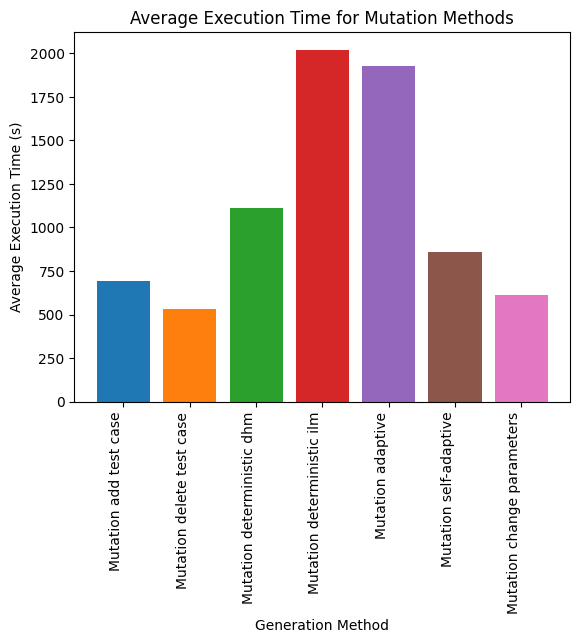 Average Execution Time for Mutation Methods
Average Execution Time (s)
2000
1750
1500
1250
1000
750
500
250
0
Mutation add test case
Mutation delete test case
Mutation deterministic dhm
Mutation deterministic ilm
Mutation adaptive
Mutation self-adaptive
Mutation change parameters
Generation Method